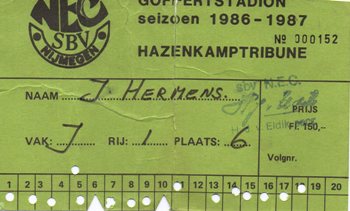 GOFFERTSTADION
NEC
SBV
NIJMEGEN
seizoen 1986-1987
№ 000152
HAZENKAMPTRIBUNE
NAAM J HERMENS.
sbv N.E.C.
PRIJS
Fl. 150,-
VAK: J RIJ: 1 PLAATS: 6
Volgnr.
1 2 3 4 5 6 7 8 9 10 11 12 13 14 15 16 17 18 19 20